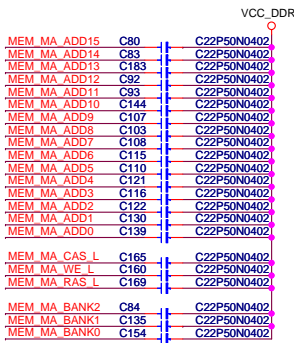 VCC_DDR
MEM_MA_ADD15 C80 C22P50N0402
MEM_MA_ADD14 C83 C22P50N0402
MEM_MA_ADD13 C183 C22P50N0402
MEM_MA_ADD12 C92 C22P50N0402
MEM_MA_ADD11 C93 C22P50N0402
MEM_MA_ADD10 C144 C22P50N0402
MEM_MA_ADD9 C107 C22P50N0402
MEM_MA_ADD8 C103 C22P50N0402
MEM_MA_ADD7 C108 C22P50N0402
MEM_MA_ADD6 C115 C22P50N0402
MEM_MA_ADD5 C110 C22P50N0402
MEM_MA_ADD4 C121 C22P50N0402
MEM_MA_ADD3 C116 C22P50N0402
MEM_MA_ADD2 C122 C22P50N0402
MEM_MA_ADD1 C130 C22P50N0402
MEM_MA_ADD0 C139 C22P50N0402
MEM_MA_CAS_L C165 C22P50N0402
MEM_MA_WE_L C160 C22P50N0402
MEM_MA_RAS_L C169 C22P50N0402
MEM_MA_BANK2 C84 C22P50N0402
MEM_MA_BANK1 C135 C22P50N0402
MEM_MA_BANK0 C154 C22P50N0402